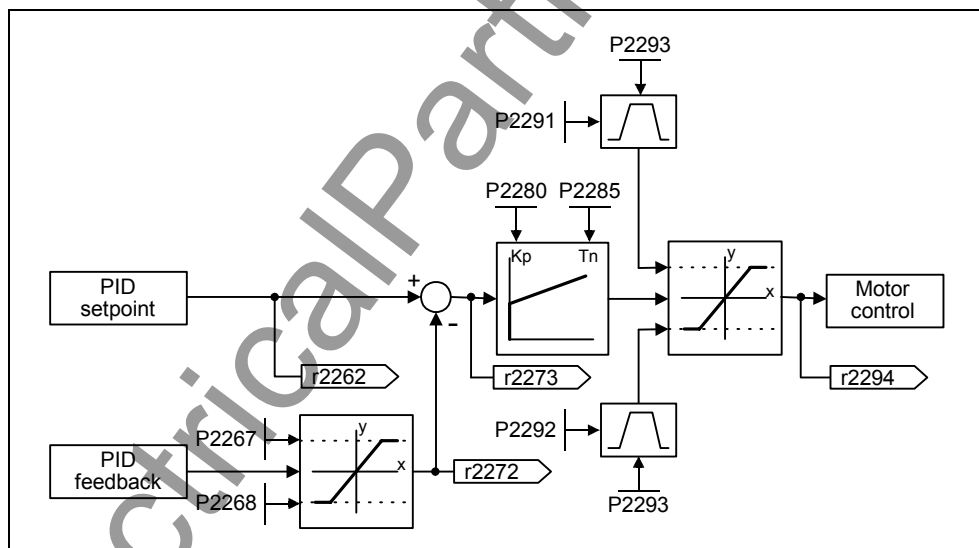 P2293
P2291
P2280
P2285
Kp
Tn
y
x
PID
setpoint
+
-
Motor
control
r2262
r2273
r2294
P2267
PID
feedback
P2268
y
x
r2272
P2292
P2293
ctricalPart